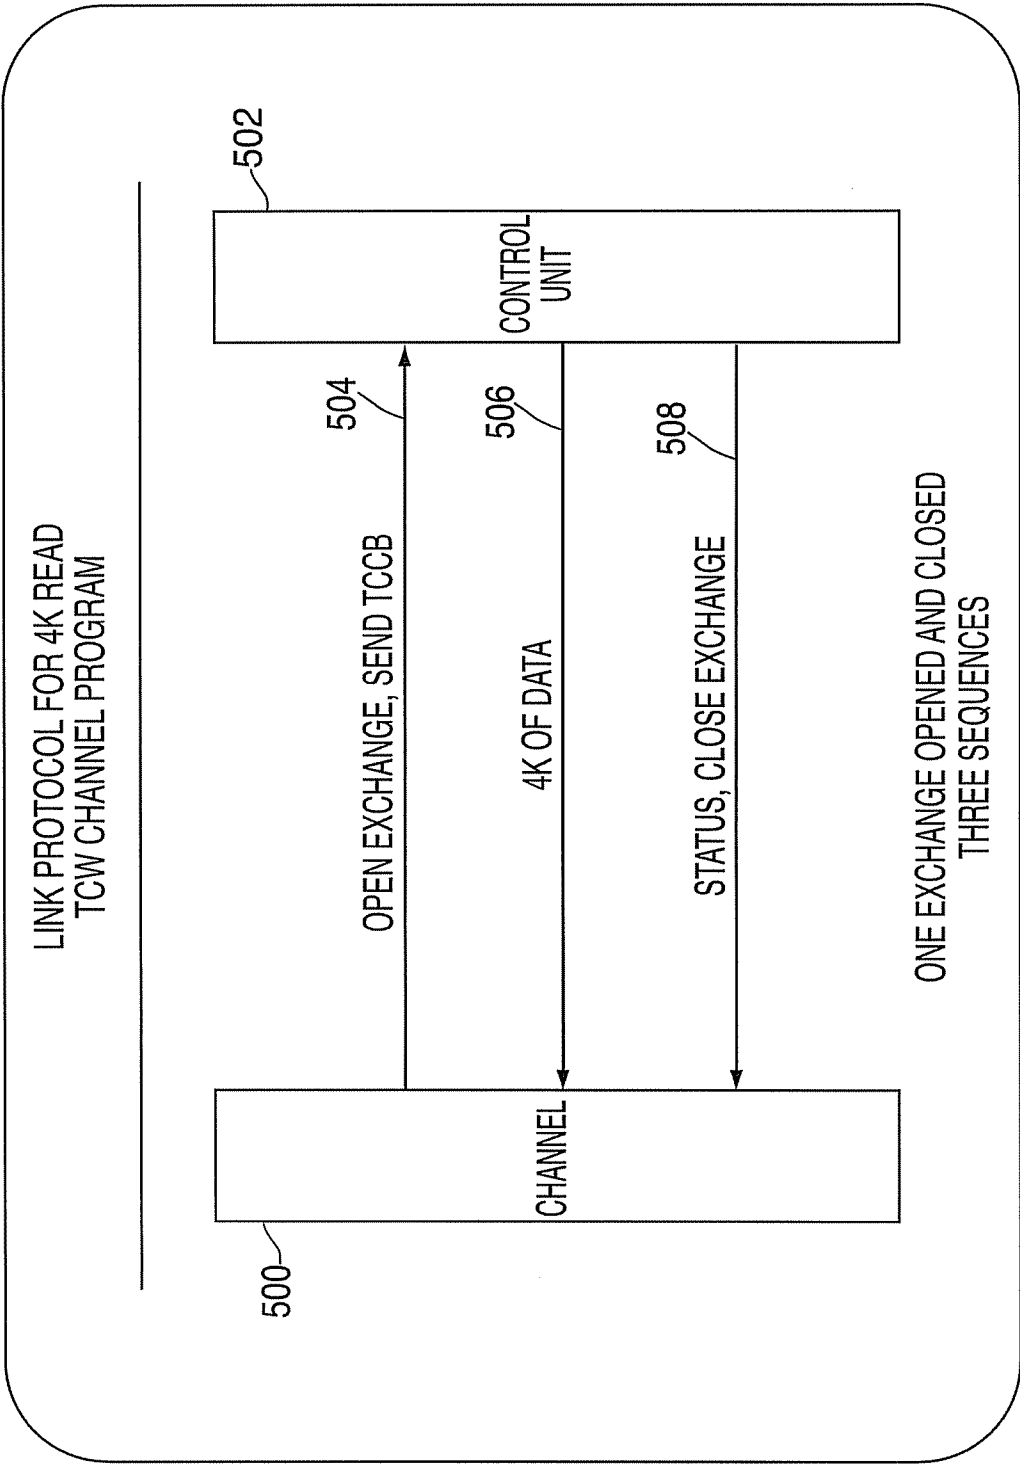 LINK PROTOCOL FOR 4K READ
TCW CHANNEL PROGRAM
500
CHANNEL
502
CONTROL
UNIT
OPEN EXCHANGE, SEND TCCB
504
4K OF DATA
506
STATUS, CLOSE EXCHANGE
508
ONE EXCHANGE OPENED AND CLOSED
THREE SEQUENCES